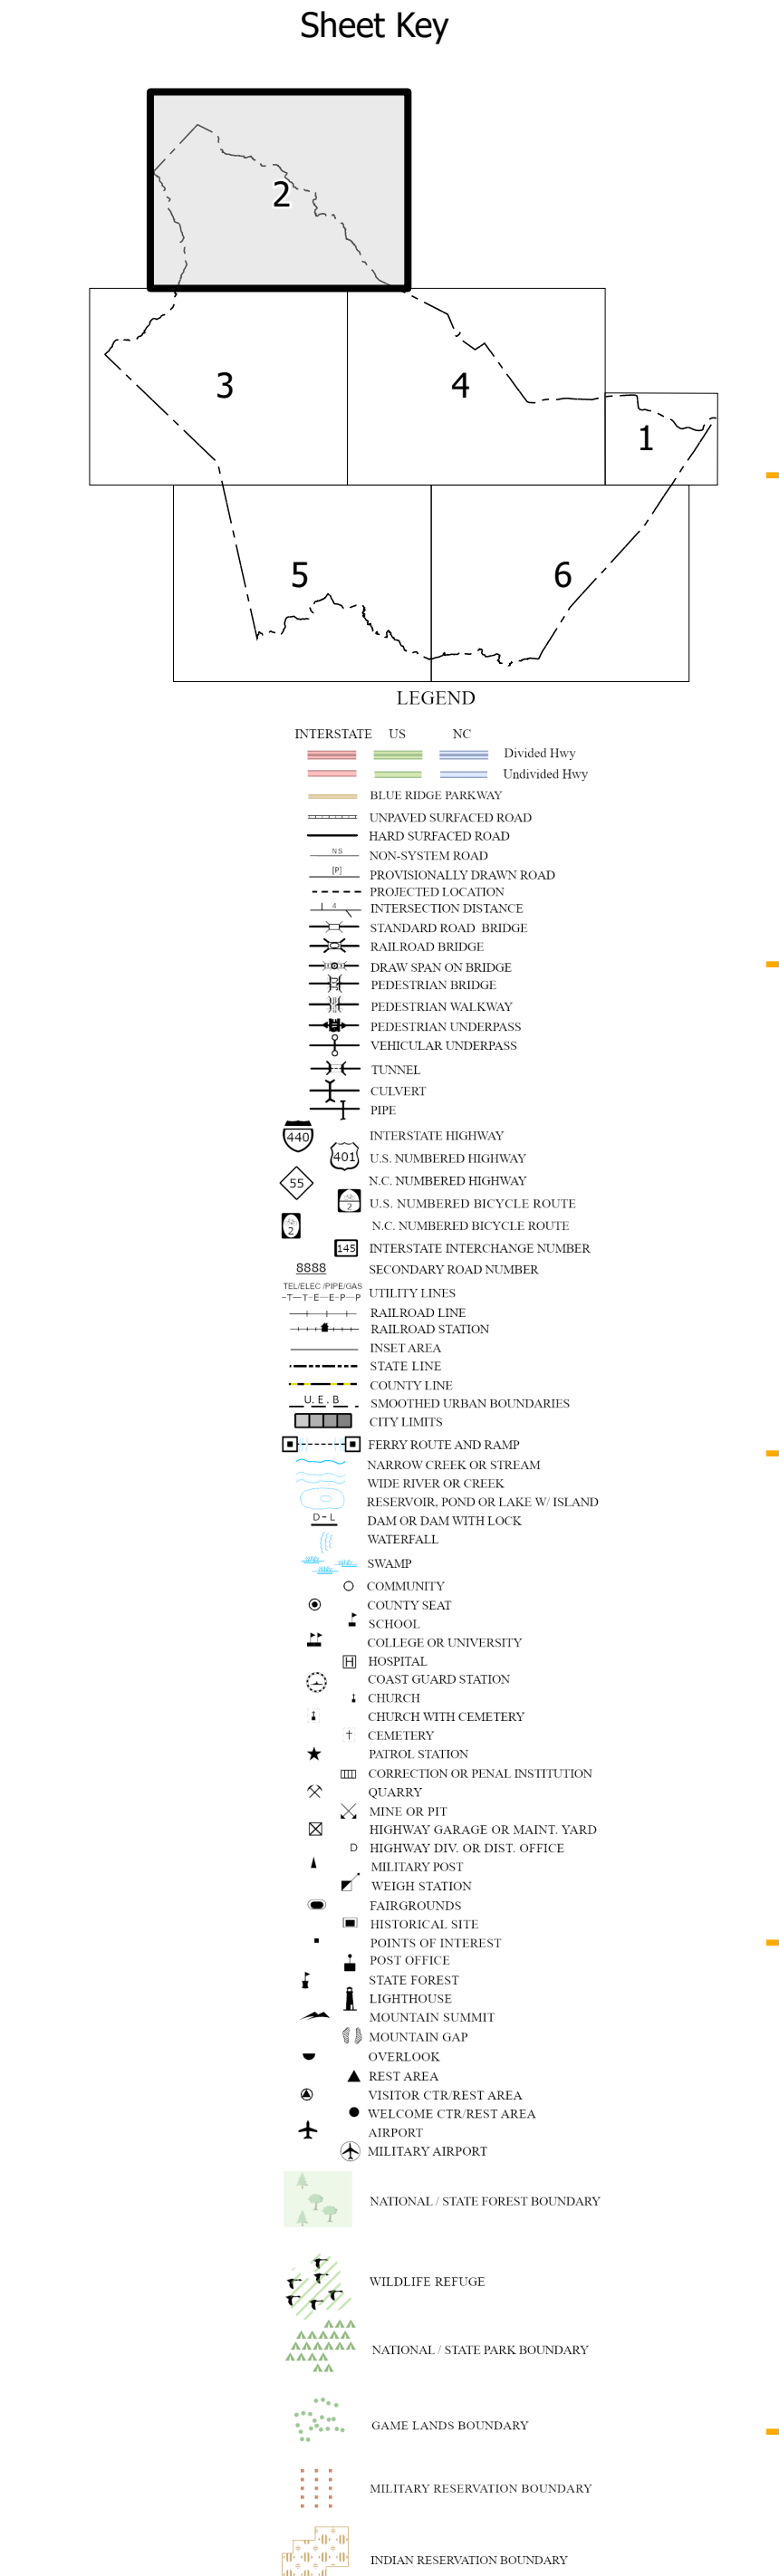 Sheet Key
2
3
4
1
5
6
LEGEND
INTERSTATE US NC
Divided Hwy
Undivided Hwy
BLUE RIDGE PARKWAY
UNPAVED SURFACED ROAD
HARD SURFACED ROAD
NS NON-SYSTEM ROAD
[P] PROVISIONALLY DRAWN ROAD
PROJECTED LOCATION
4 INTERSECTION DISTANCE
STANDARD ROAD BRIDGE
RAILROAD BRIDGE
DRAW SPAN ON BRIDGE
PEDESTRIAN BRIDGE
PEDESTRIAN WALKWAY
PEDESTRIAN UNDERPASS
VEHICULAR UNDERPASS
TUNNEL
CULVERT
PIPE
440 INTERSTATE HIGHWAY
401 U.S. NUMBERED HIGHWAY
55 N.C. NUMBERED HIGHWAY
2 U.S. NUMBERED BICYCLE ROUTE
2 N.C. NUMBERED BICYCLE ROUTE
145 INTERSTATE INTERCHANGE NUMBER
8888 SECONDARY ROAD NUMBER
TEL/ELEC /PIPE/GAS
-T-T-E-E-P-P UTILITY LINES
RAILROAD LINE
RAILROAD STATION
INSET AREA
STATE LINE
COUNTY LINE
U.E.B SMOOTHED URBAN BOUNDARIES
CITY LIMITS
FERRY ROUTE AND RAMP
NARROW CREEK OR STREAM
WIDE RIVER OR CREEK
RESERVOIR, POND OR LAKE W/ ISLAND
D-L DAM OR DAM WITH LOCK
WATERFALL
SWAMP
COMMUNITY
COUNTY SEAT
SCHOOL
COLLEGE OR UNIVERSITY
H HOSPITAL
COAST GUARD STATION
CHURCH
CHURCH WITH CEMETERY
CEMETERY
PATROL STATION
CORRECTION OR PENAL INSTITUTION
QUARRY
MINE OR PIT
HIGHWAY GARAGE OR MAINT. YARD
D HIGHWAY DIV. OR DIST. OFFICE
MILITARY POST
WEIGH STATION
FAIRGROUNDS
HISTORICAL SITE
POINTS OF INTEREST
POST OFFICE
STATE FOREST
LIGHTHOUSE
MOUNTAIN SUMMIT
MOUNTAIN GAP
OVERLOOK
REST AREA
VISITOR CTR/REST AREA
WELCOME CTR/REST AREA
AIRPORT
MILITARY AIRPORT
NATIONAL / STATE FOREST BOUNDARY
WILDLIFE REFUGE
NATIONAL / STATE PARK BOUNDARY
GAME LANDS BOUNDARY
MILITARY RESERVATION BOUNDARY
INDIAN RESERVATION BOUNDARY